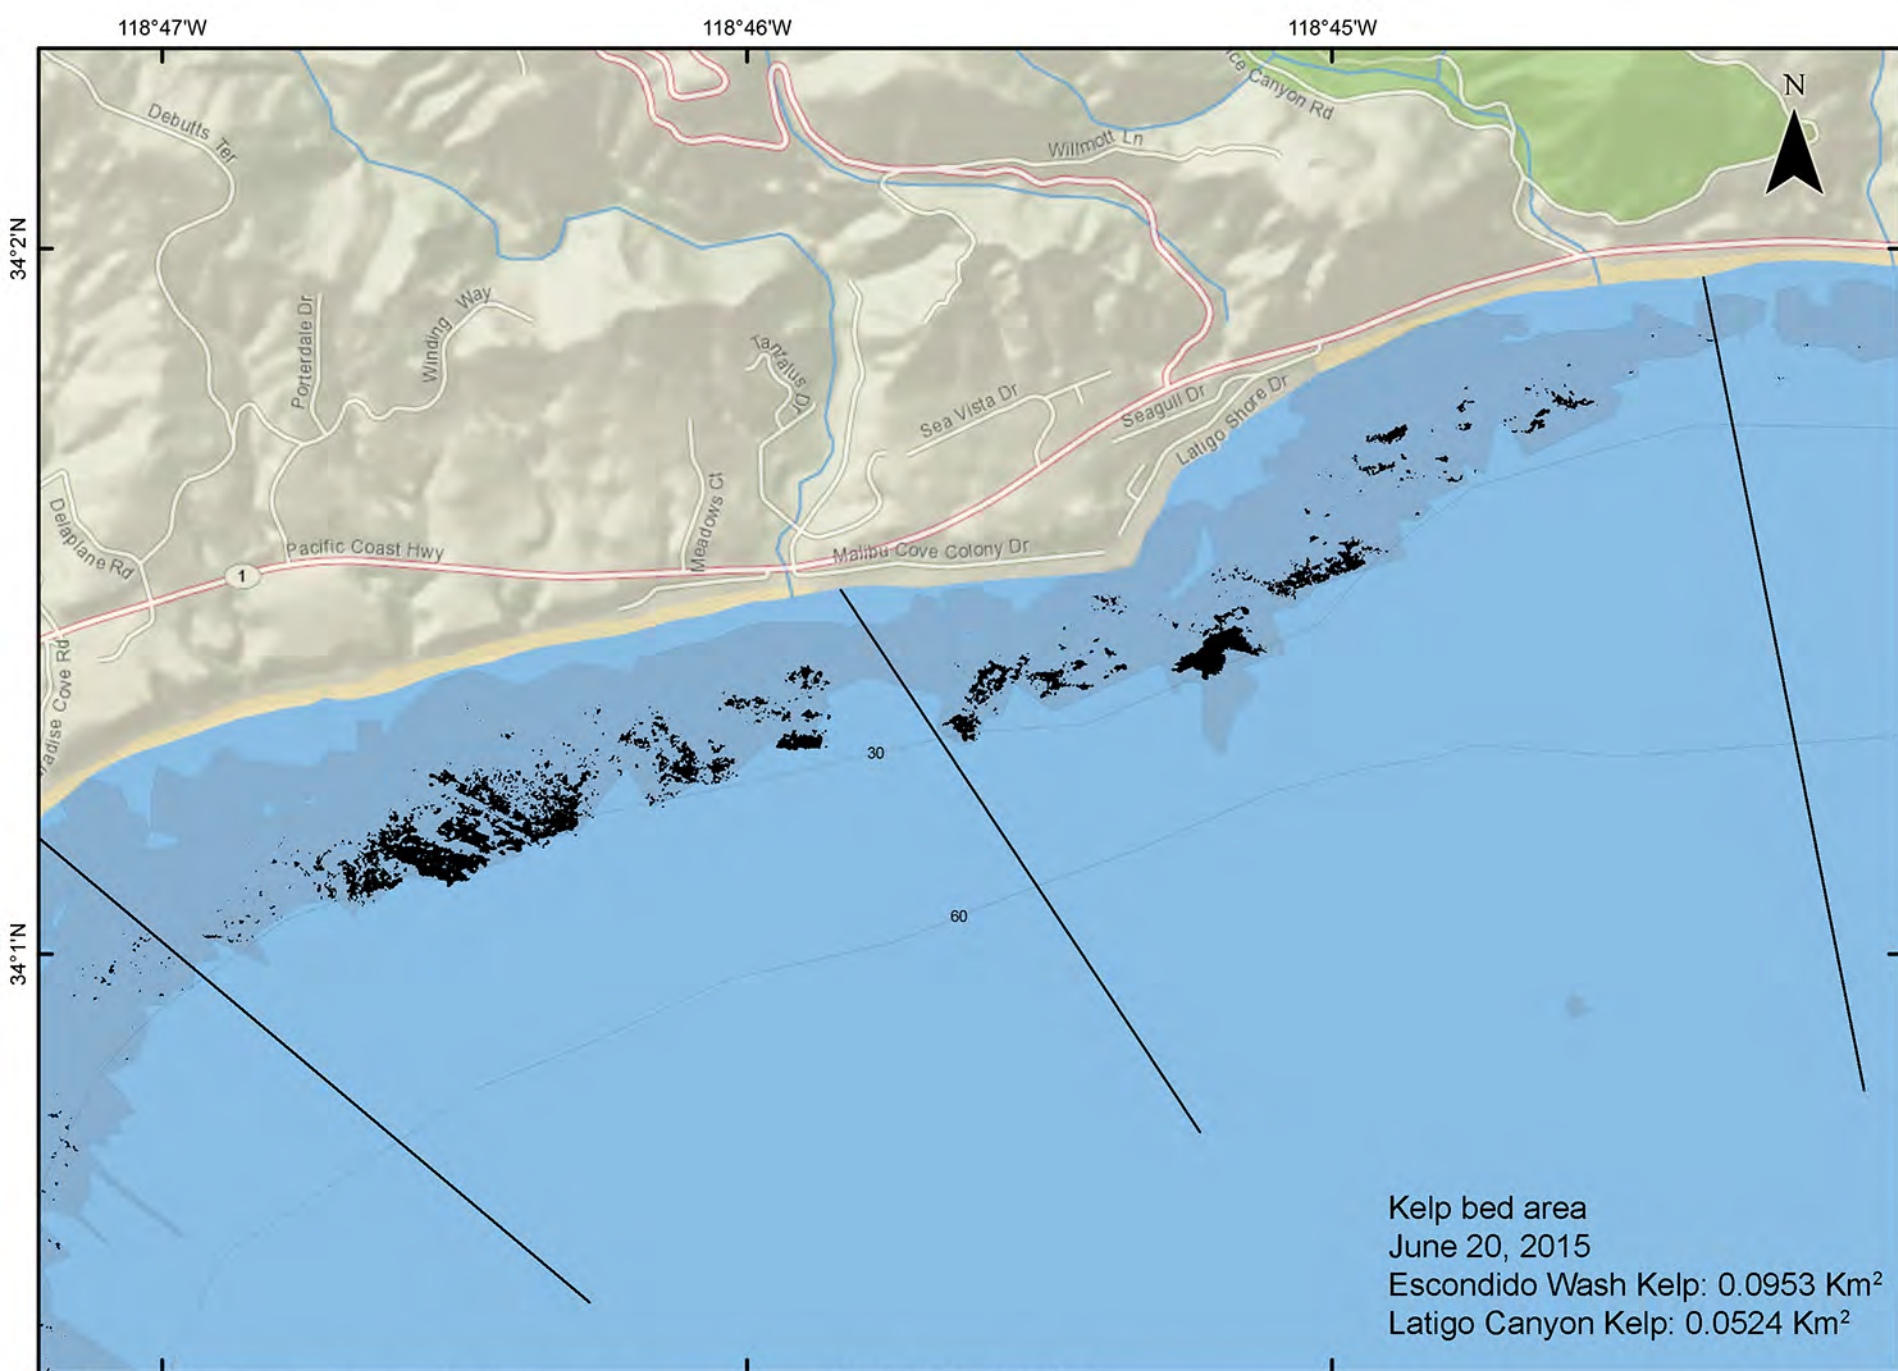 118°47'W
118°46'W
118°45'W
N
34°2'N
34°1'N
Debutts Ter
Willmott Ln
Canyon Rd
Porterdale Dr
Winding Way
Tantalus Dr
Sea Vista Dr
Seagull Dr
Latigo Shore Dr
Meadows Ct
Delaplane Rd
Pacific Coast Hwy
1
Malibu Cove Colony Dr
Cove Rd
30
60
Kelp bed area
June 20, 2015
Escondido Wash Kelp: 0.0953 Km²
Latigo Canyon Kelp: 0.0524 Km²